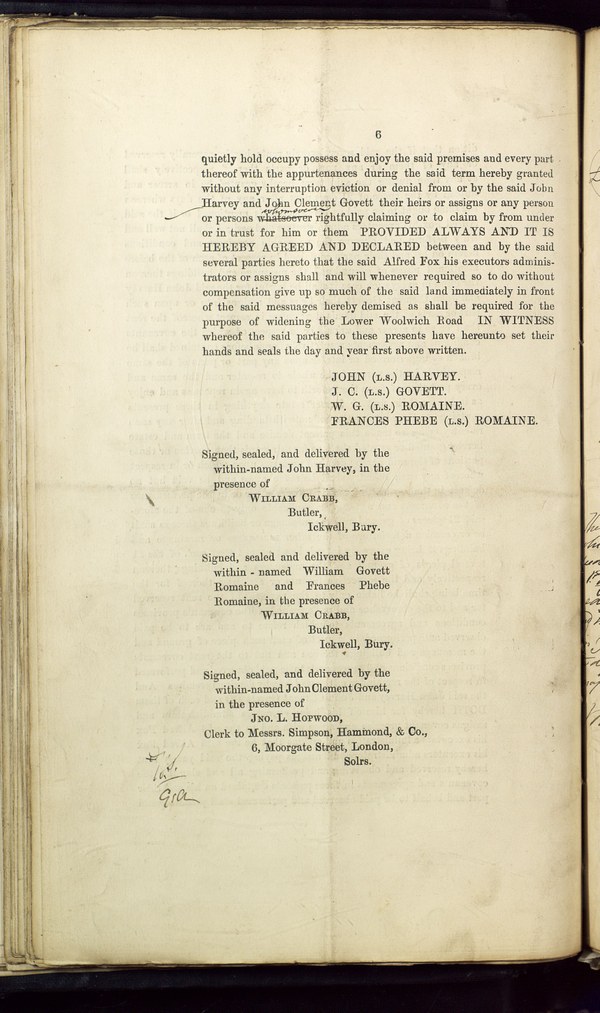 6
quietly hold occupy possess and enjoy the said premises and every part
thereof with the appurtenances during the said term hereby granted
without any interruption eviction or denial from or by the said John
Harvey and John Clement Govett their heirs or assigns or any person
whomsoever
or persons whatsoever rightfully claiming or to claim by from under
or in trust for him or them PROVIDED ALWAYS AND IT IS
HEREBY AGREED AND DECLARED between and by the said
several parties hereto that the said Alfred Fox his executors adminis-
trators or assigns shall and will whenever required so to do without
compensation give up so much of the said land immediately in front
of the said messuages hereby demised as shall be required for the
purpose of widening the Lower Woolwich Road IN WITNESS
whereof the said parties to these presents have hereunto set their
hands and seals the day and year first above written.
JOHN (L.S.) HARVEY.
J. C. (L.S.) GOVETT.
W. G. (L.S.) ROMAINE.
FRANCES PHEBE (L.S.) ROMAINE.
Signed, sealed, and delivered by the
within-named John Harvey, in the
presence of
WILLIAM CRABB,
Butler,
Ickwell, Bury.
Signed, sealed and delivered by the
within-named William Govett
Romaine and Frances Phebe
Romaine, in the presence of
WILLIAM CRABB,
Butler,
Ickwell, Bury.
Signed, sealed, and delivered by the
within-named John Clement Govett,
in the presence of
JNO. L. HOPWOOD,
Clerk to Messrs. Simpson, Hammond, & Co.,
6, Moorgate Street, London,
Solrs.